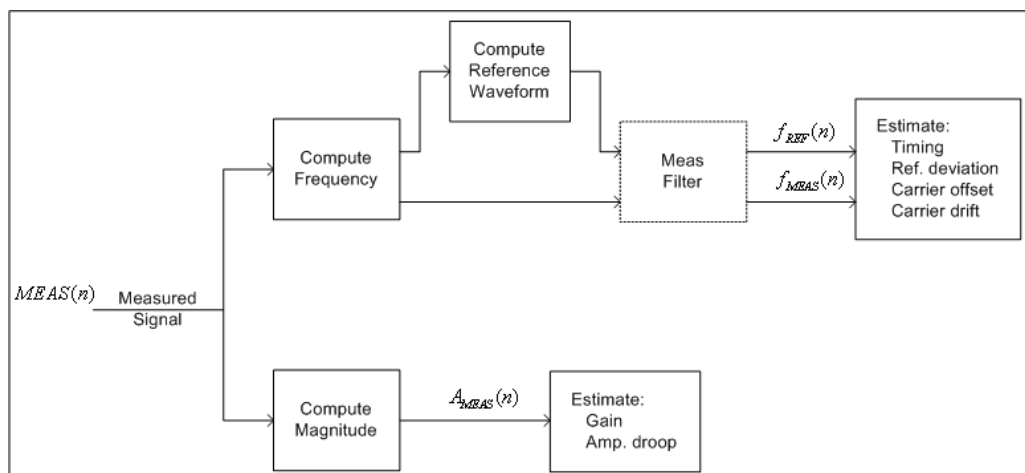 Compute
Reference
Waveform
Compute
Frequency
Meas
Filter
f_REF(n)
f_MEAS(n)
Estimate:
Timing
Ref. deviation
Carrier offset
Carrier drift
MEAS(n)
Measured
Signal
Compute
Magnitude
A_MEAS(n)
Estimate:
Gain
Amp. droop